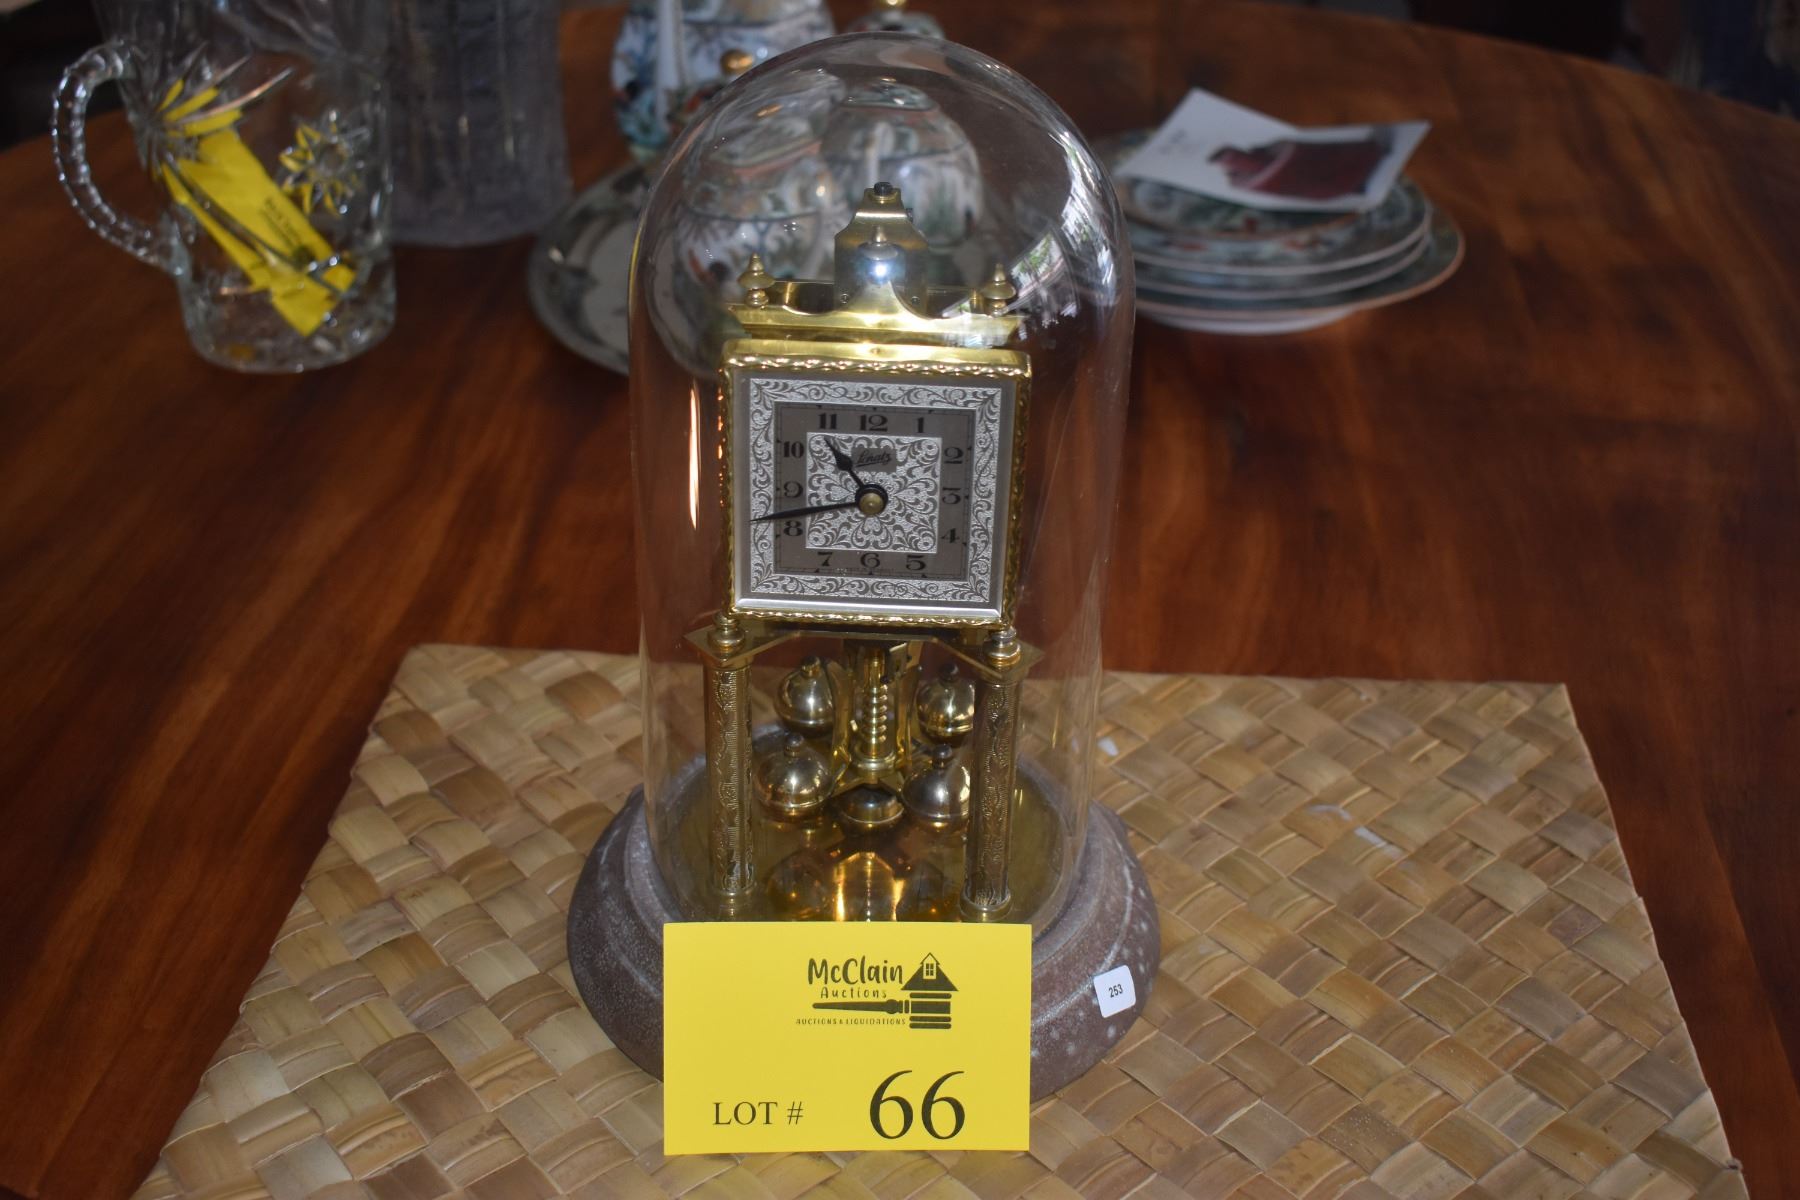 11 12 1
10 2
Kundo
9 3
8 4
7 6 5
McClain
Auctions
AUCTIONS & LIQUIDATIONS
LOT # 66
253